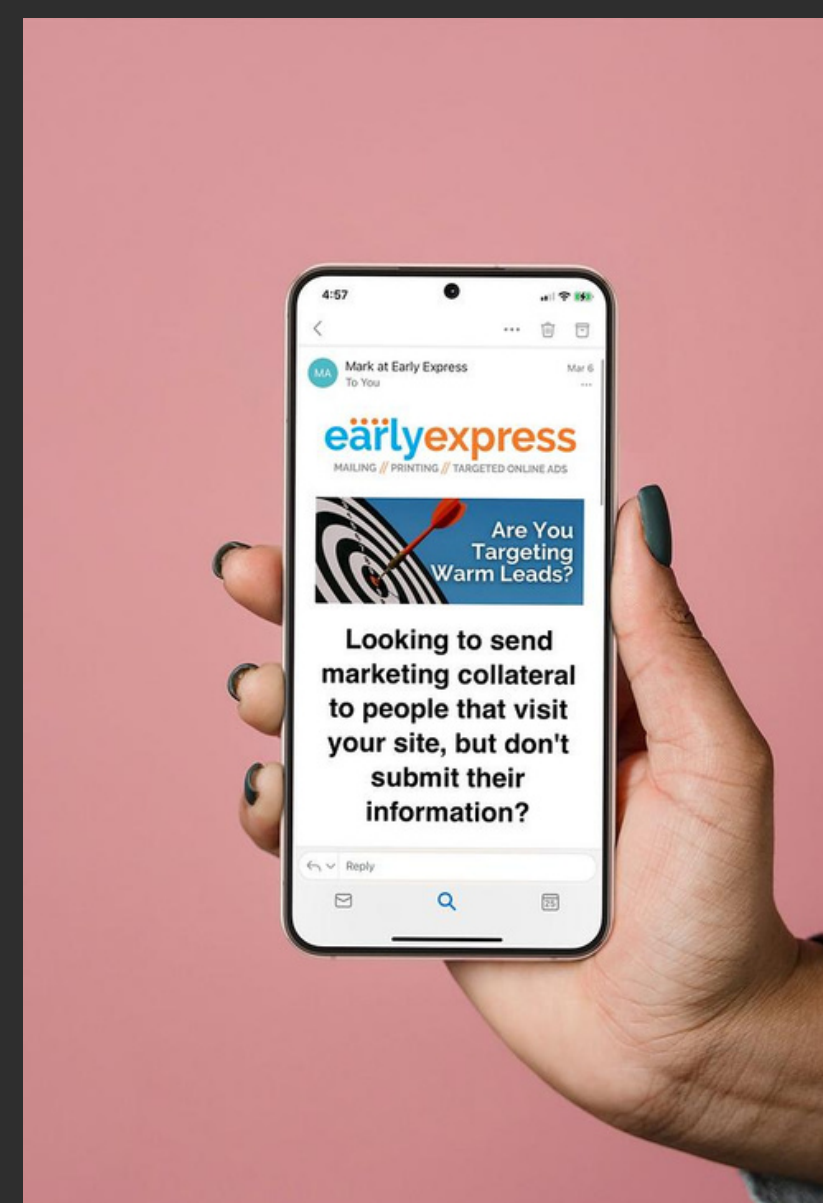 4:57
MA
Mark at Early Express
Mar 6
To You
earlyexpress
MAILING // PRINTING // TARGETED ONLINE ADS
Are You
Targeting
Warm Leads?
Looking to send
marketing collateral
to people that visit
your site, but don't
submit their
information?
Reply
25